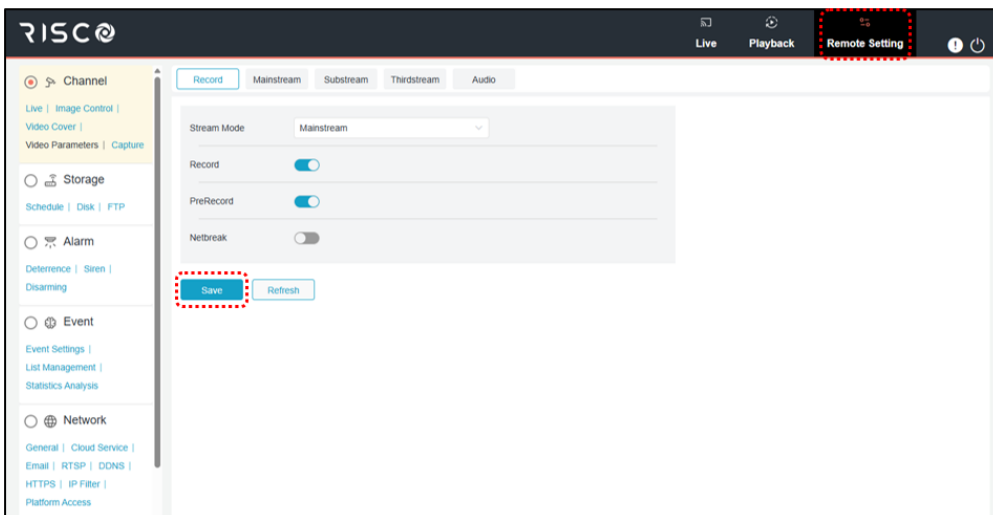 RISCO
Live
Playback
Remote Setting
Channel
Live | Image Control |
Video Cover |
Video Parameters | Capture
Storage
Schedule | Disk | FTP
Alarm
Deterrence | Siren |
Disarming
Event
Event Settings |
List Management |
Statistics Analysis
Network
General | Cloud Service |
Email | RTSP | DDNS |
HTTPS | IP Filter |
Platform Access
Record Mainstream Substream Thirdstream Audio
Stream Mode Mainstream
Record
PreRecord
Netbreak
Save Refresh